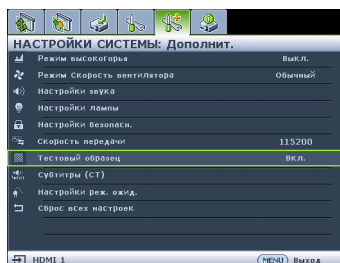 НАСТРОЙКИ СИСТЕМЫ: Дополнит.
Режим высокогорья Выкл.
Режим Скорость вентилятора Обычный
Настройки звука
Настройки лампы
Настройки безопасн.
Скорость передачи 115200
Тестовый образец Вкл.
Субтитры (СТ)
Настройки реж. ожид.
Сброс всех настроек
HDMI 1 MENU Выход